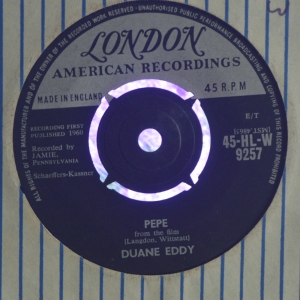 LONDON
AMERICAN RECORDINGS
MADE IN ENGLAND
45 R.P.M
E/T
RECORDING FIRST
PUBLISHED 1960
45-HL-W
9257
Recorded by
JAMIE,
PENNSYLVANIA
Schaeffers-Kassner
PEPE
from the film
(Langdon, Wittstatt)
DUANE EDDY